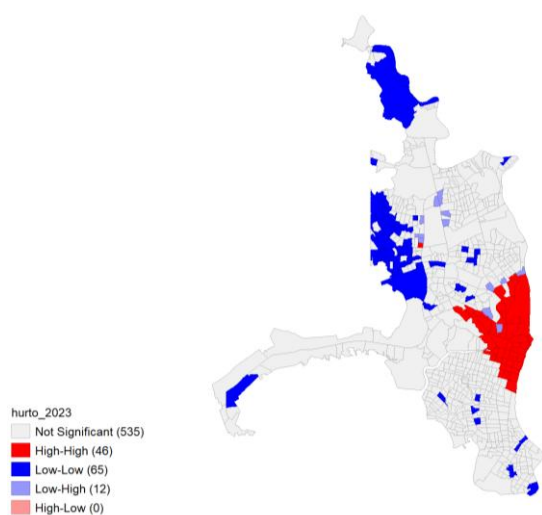 hurto_2023
Not Significant (535)
High-High (46)
Low-Low (65)
Low-High (12)
High-Low (0)